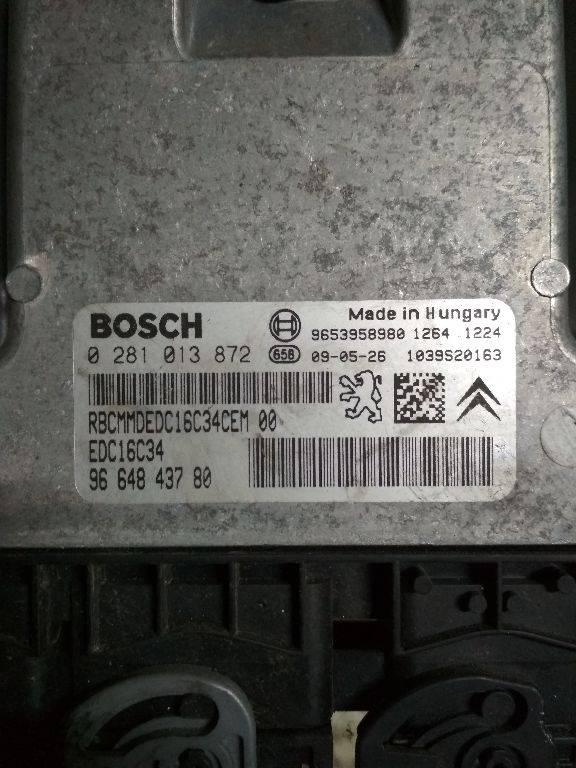 BOSCH Made in Hungary
9653958980 1264 1224
0 281 013 872 658 09-05-26 1039S20163
RBCMMDEDC16C34CEM 00
EDC16C34
96 648 437 80